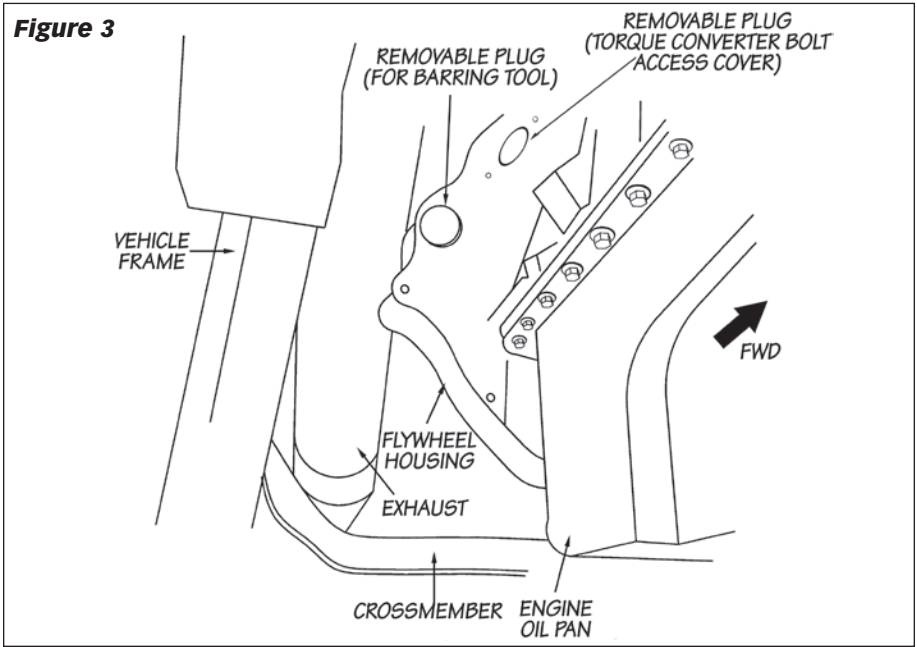 Figure 3
REMOVABLE PLUG
(TORQUE CONVERTER BOLT
ACCESS COVER)
REMOVABLE PLUG
(FOR BARRING TOOL)
VEHICLE
FRAME
FWD
FLYWHEEL
HOUSING
EXHAUST
CROSSMEMBER
ENGINE
OIL PAN